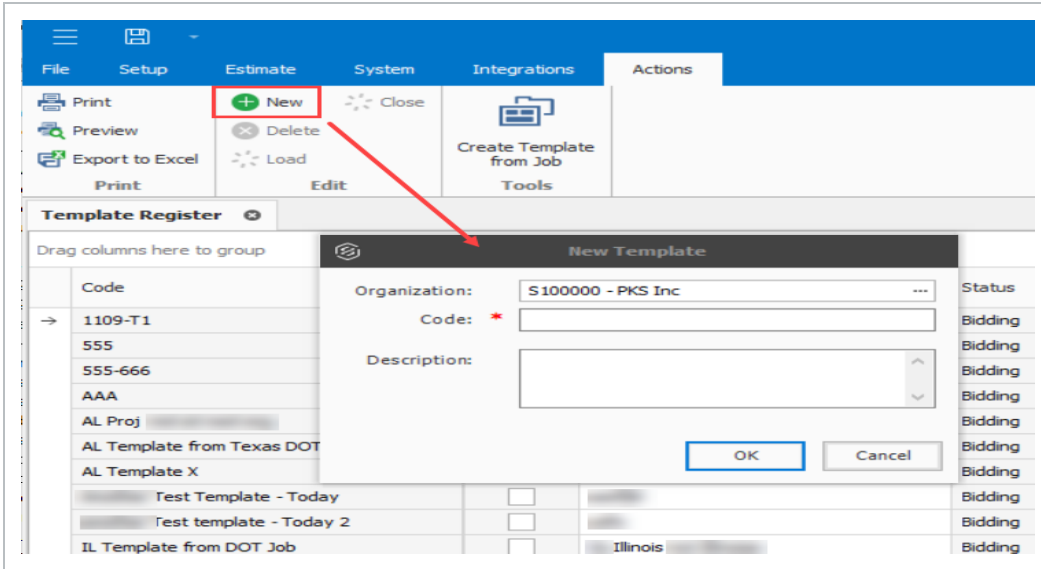 File Setup Estimate System Integrations Actions
Print New Close
Preview Delete
Export to Excel Load
Create Template
from Job
Print Edit Tools
Template Register
Drag columns here to group
New Template
Code Status
Organization: S100000 - PKS Inc ...
Code: *
Description:
OK Cancel
1109-T1 Bidding
555 Bidding
555-666 Bidding
AAA Bidding
AL Proj Bidding
AL Template from Texas DOT Bidding
AL Template X Bidding
Test Template - Today Bidding
Test template - Today 2 Bidding
IL Template from DOT Job Illinois Bidding